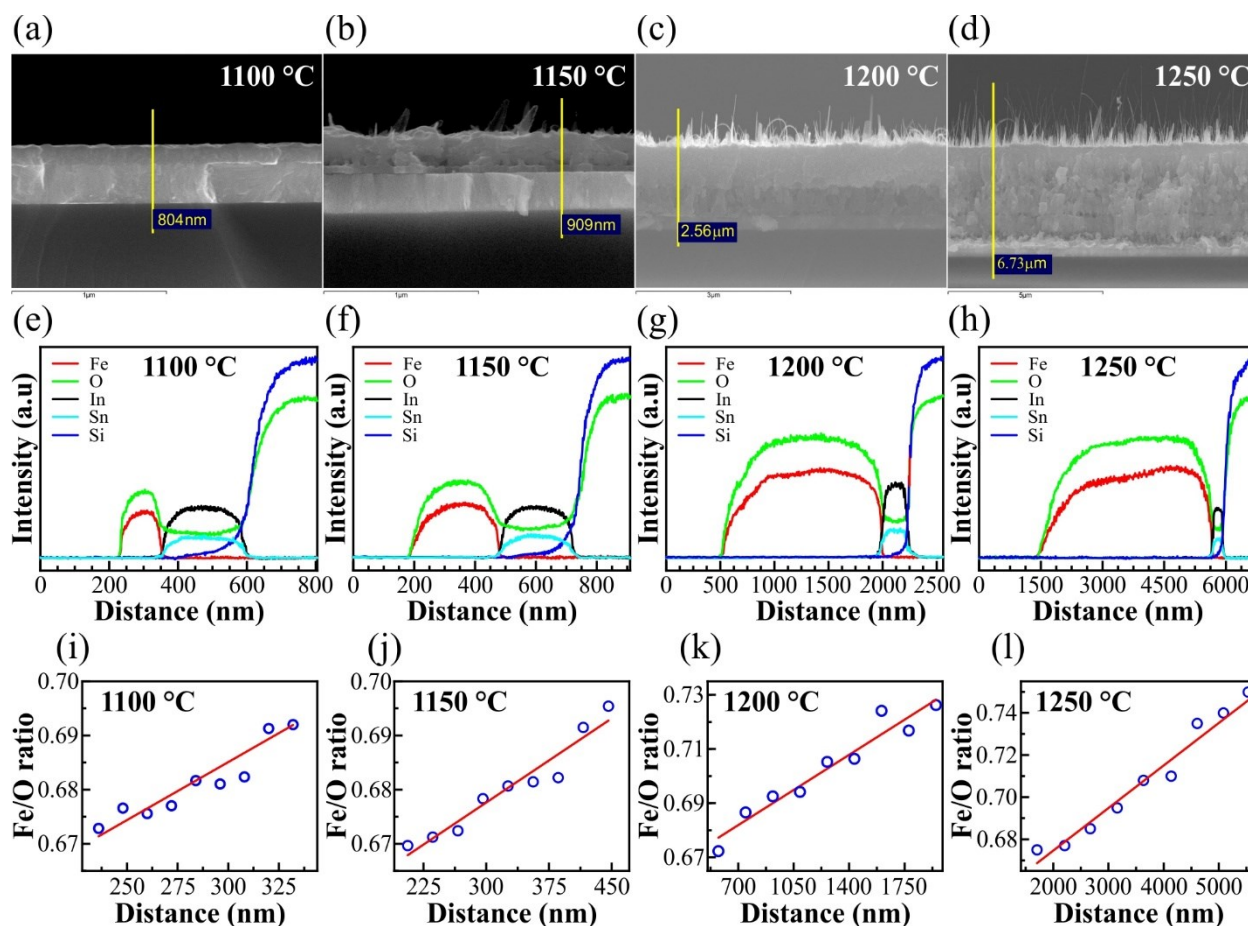 (a)
(b)
(c)
(d)
1100 °C
1150 °C
1200 °C
1250 °C
804nm
909nm
2.56μm
6.73μm
1μm
1μm
3μm
5μm
(e)
(f)
(g)
(h)
Intensity (a.u)
Fe
O
In
Sn
Si
1100 °C
0 200 400 600 800
Distance (nm)
Intensity (a.u)
Fe
O
In
Sn
Si
1150 °C
0 200 400 600 800
Distance (nm)
Intensity (a.u)
Fe
O
In
Sn
Si
1200 °C
0 500 1000 1500 2000 2500
Distance (nm)
Intensity (a.u)
Fe
O
In
Sn
Si
1250 °C
0 1500 3000 4500 6000
Distance (nm)
(i)
(j)
(k)
(l)
Fe/O ratio
0.70
0.69
0.68
0.67
1100 °C
225 250 275 300 325
Distance (nm)
Fe/O ratio
0.70
0.69
0.68
0.67
1150 °C
225 300 375 450
Distance (nm)
Fe/O ratio
0.73
0.71
0.69
0.67
1200 °C
700 1050 1400 1750
Distance (nm)
Fe/O ratio
0.74
0.72
0.70
0.68
1250 °C
2000 3000 4000 5000
Distance (nm)